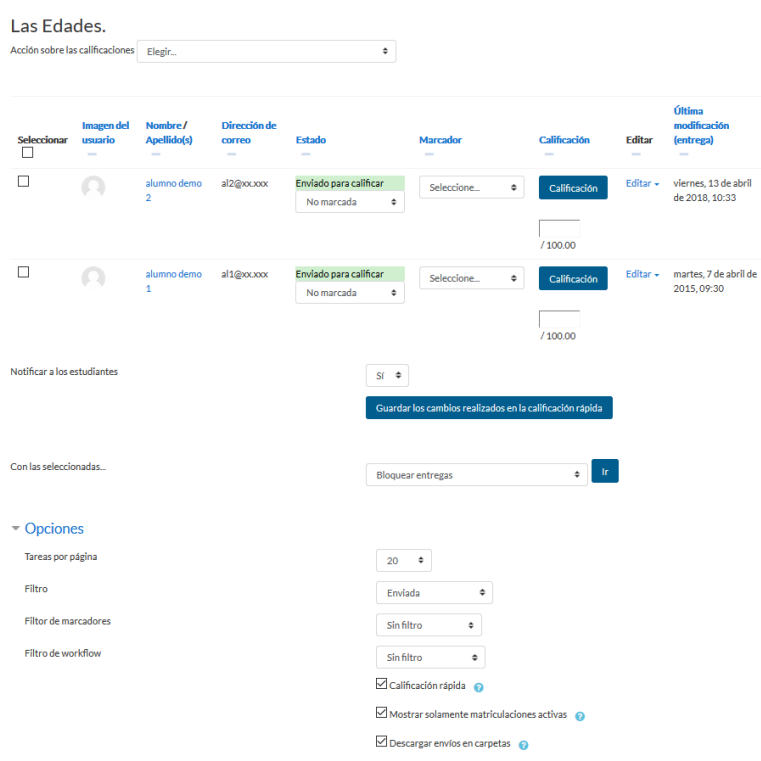 Las Edades.
Acción sobre las calificaciones Elegir...
Seleccionar Imagen del usuario Nombre / Apellido(s) Dirección de correo Estado Marcador Calificación Editar Última modificación (entrega)
alumno demo 2 al2@xx.xxx Enviado para calificar Seleccione... Calificación Editar viernes, 13 de abril de 2018, 10:33
No marcada
/ 100.00
alumno demo 1 al1@xx.xxx Enviado para calificar Seleccione... Calificación Editar martes, 7 de abril de 2015, 09:30
No marcada
/ 100.00
Notificar a los estudiantes Sí
Guardar los cambios realizados en la calificación rápida
Con las seleccionadas... Bloquear entregas Ir
Opciones
Tareas por página 20
Filtro Enviada
Filtor de marcadores Sin filtro
Filtro de workflow Sin filtro
Calificación rápida ?
Mostrar solamente matriculaciones activas ?
Descargar envíos en carpetas ?